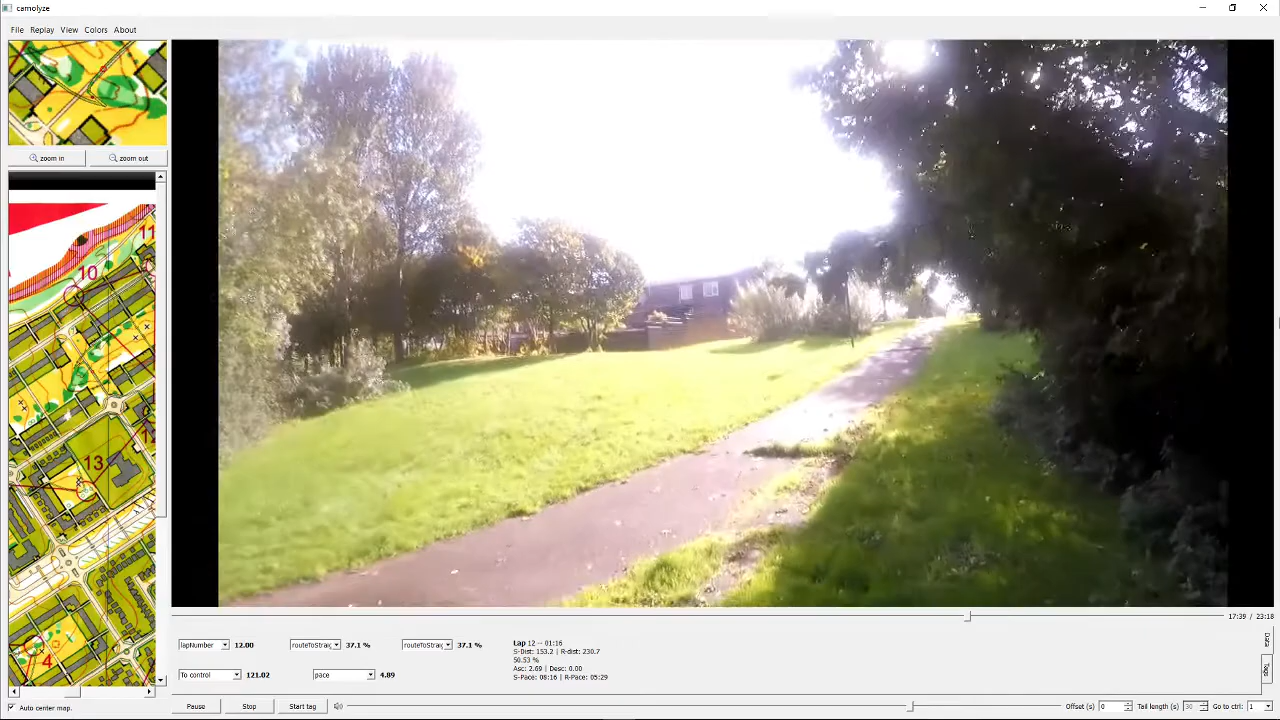 camolyze
File Replay View Colors About
zoom in zoom out
11
10
13
4
17:39 / 23:18
Data
Tags
lapNumber 12.00 37.1 % 37.1 %
Lap 12 -- 01:16
S-Dist: 153.2 | R-dist: 230.7
50.53 %
Asc: 2.69 | Desc: 0.00
S-Pace: 08:16 | R-Pace: 05:29
To control 121.02 pace 4.89
Auto center map.
Pause Stop Start tag Offset (s) 0 Tail length (s) 30 Go to ctrl: 1